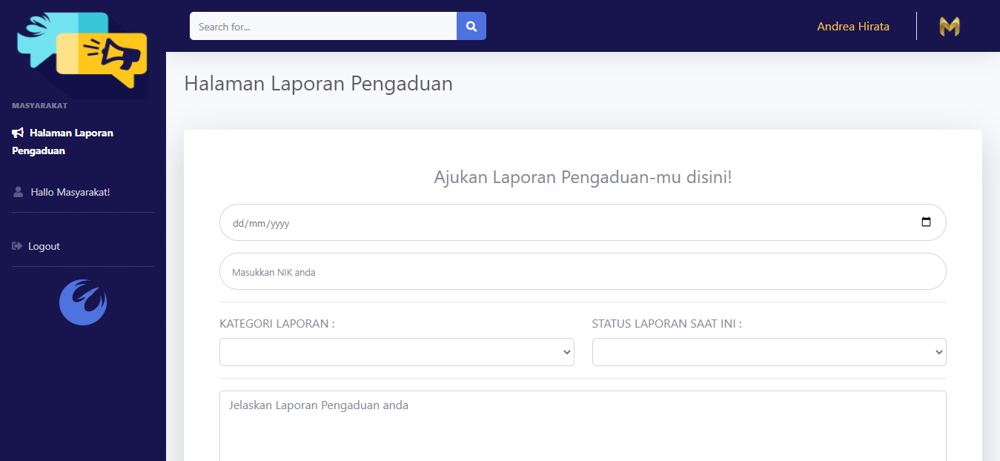 Search for...
Andrea Hirata
MASYARAKAT
Halaman Laporan
Pengaduan
Hallo Masyarakat!
Logout
Halaman Laporan Pengaduan
Ajukan Laporan Pengaduan-mu disini!
dd/mm/yyyy
Masukkan NIK anda
KATEGORI LAPORAN :
STATUS LAPORAN SAAT INI :
Jelaskan Laporan Pengaduan anda